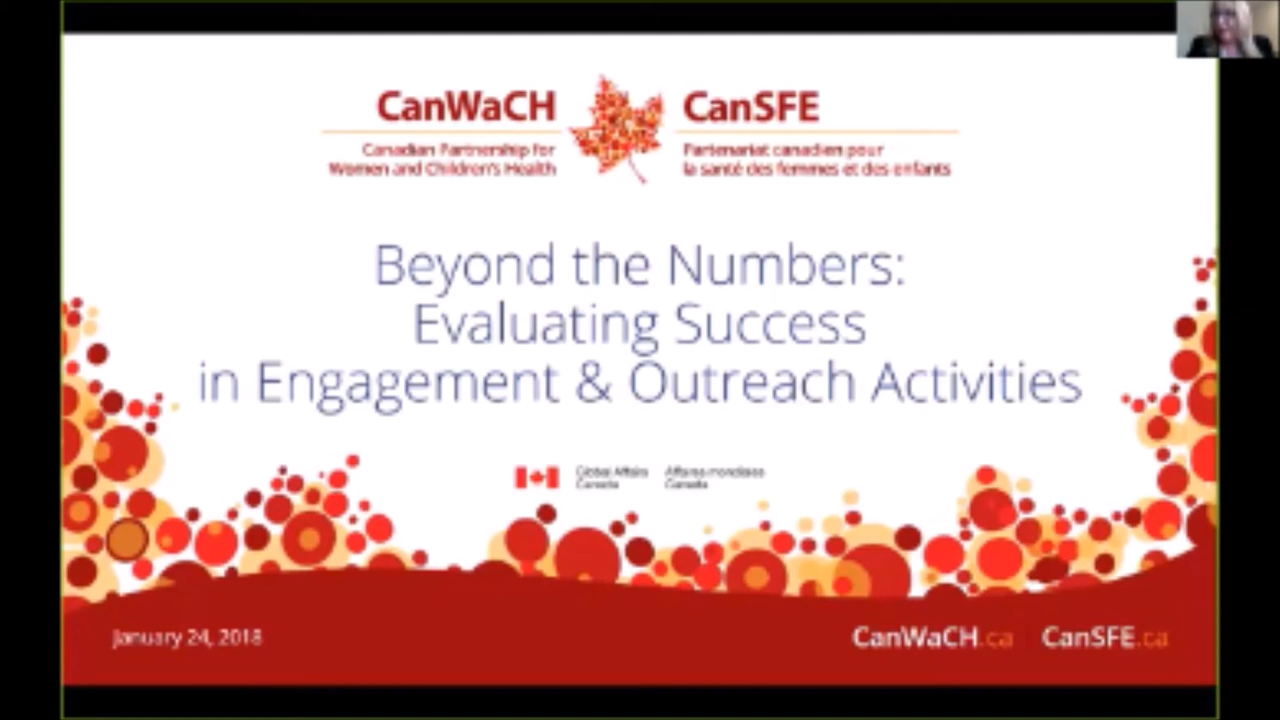 CanWaCH
Canadian Partnership for
Women and Children's Health
CanSFE
Partenariat canadien pour
la santé des femmes et des enfants
Beyond the Numbers:
Evaluating Success
in Engagement & Outreach Activities
Global Affairs
Canada
Affaires mondiales
Canada
January 24, 2018
CanWaCH.ca
CanSFE.ca